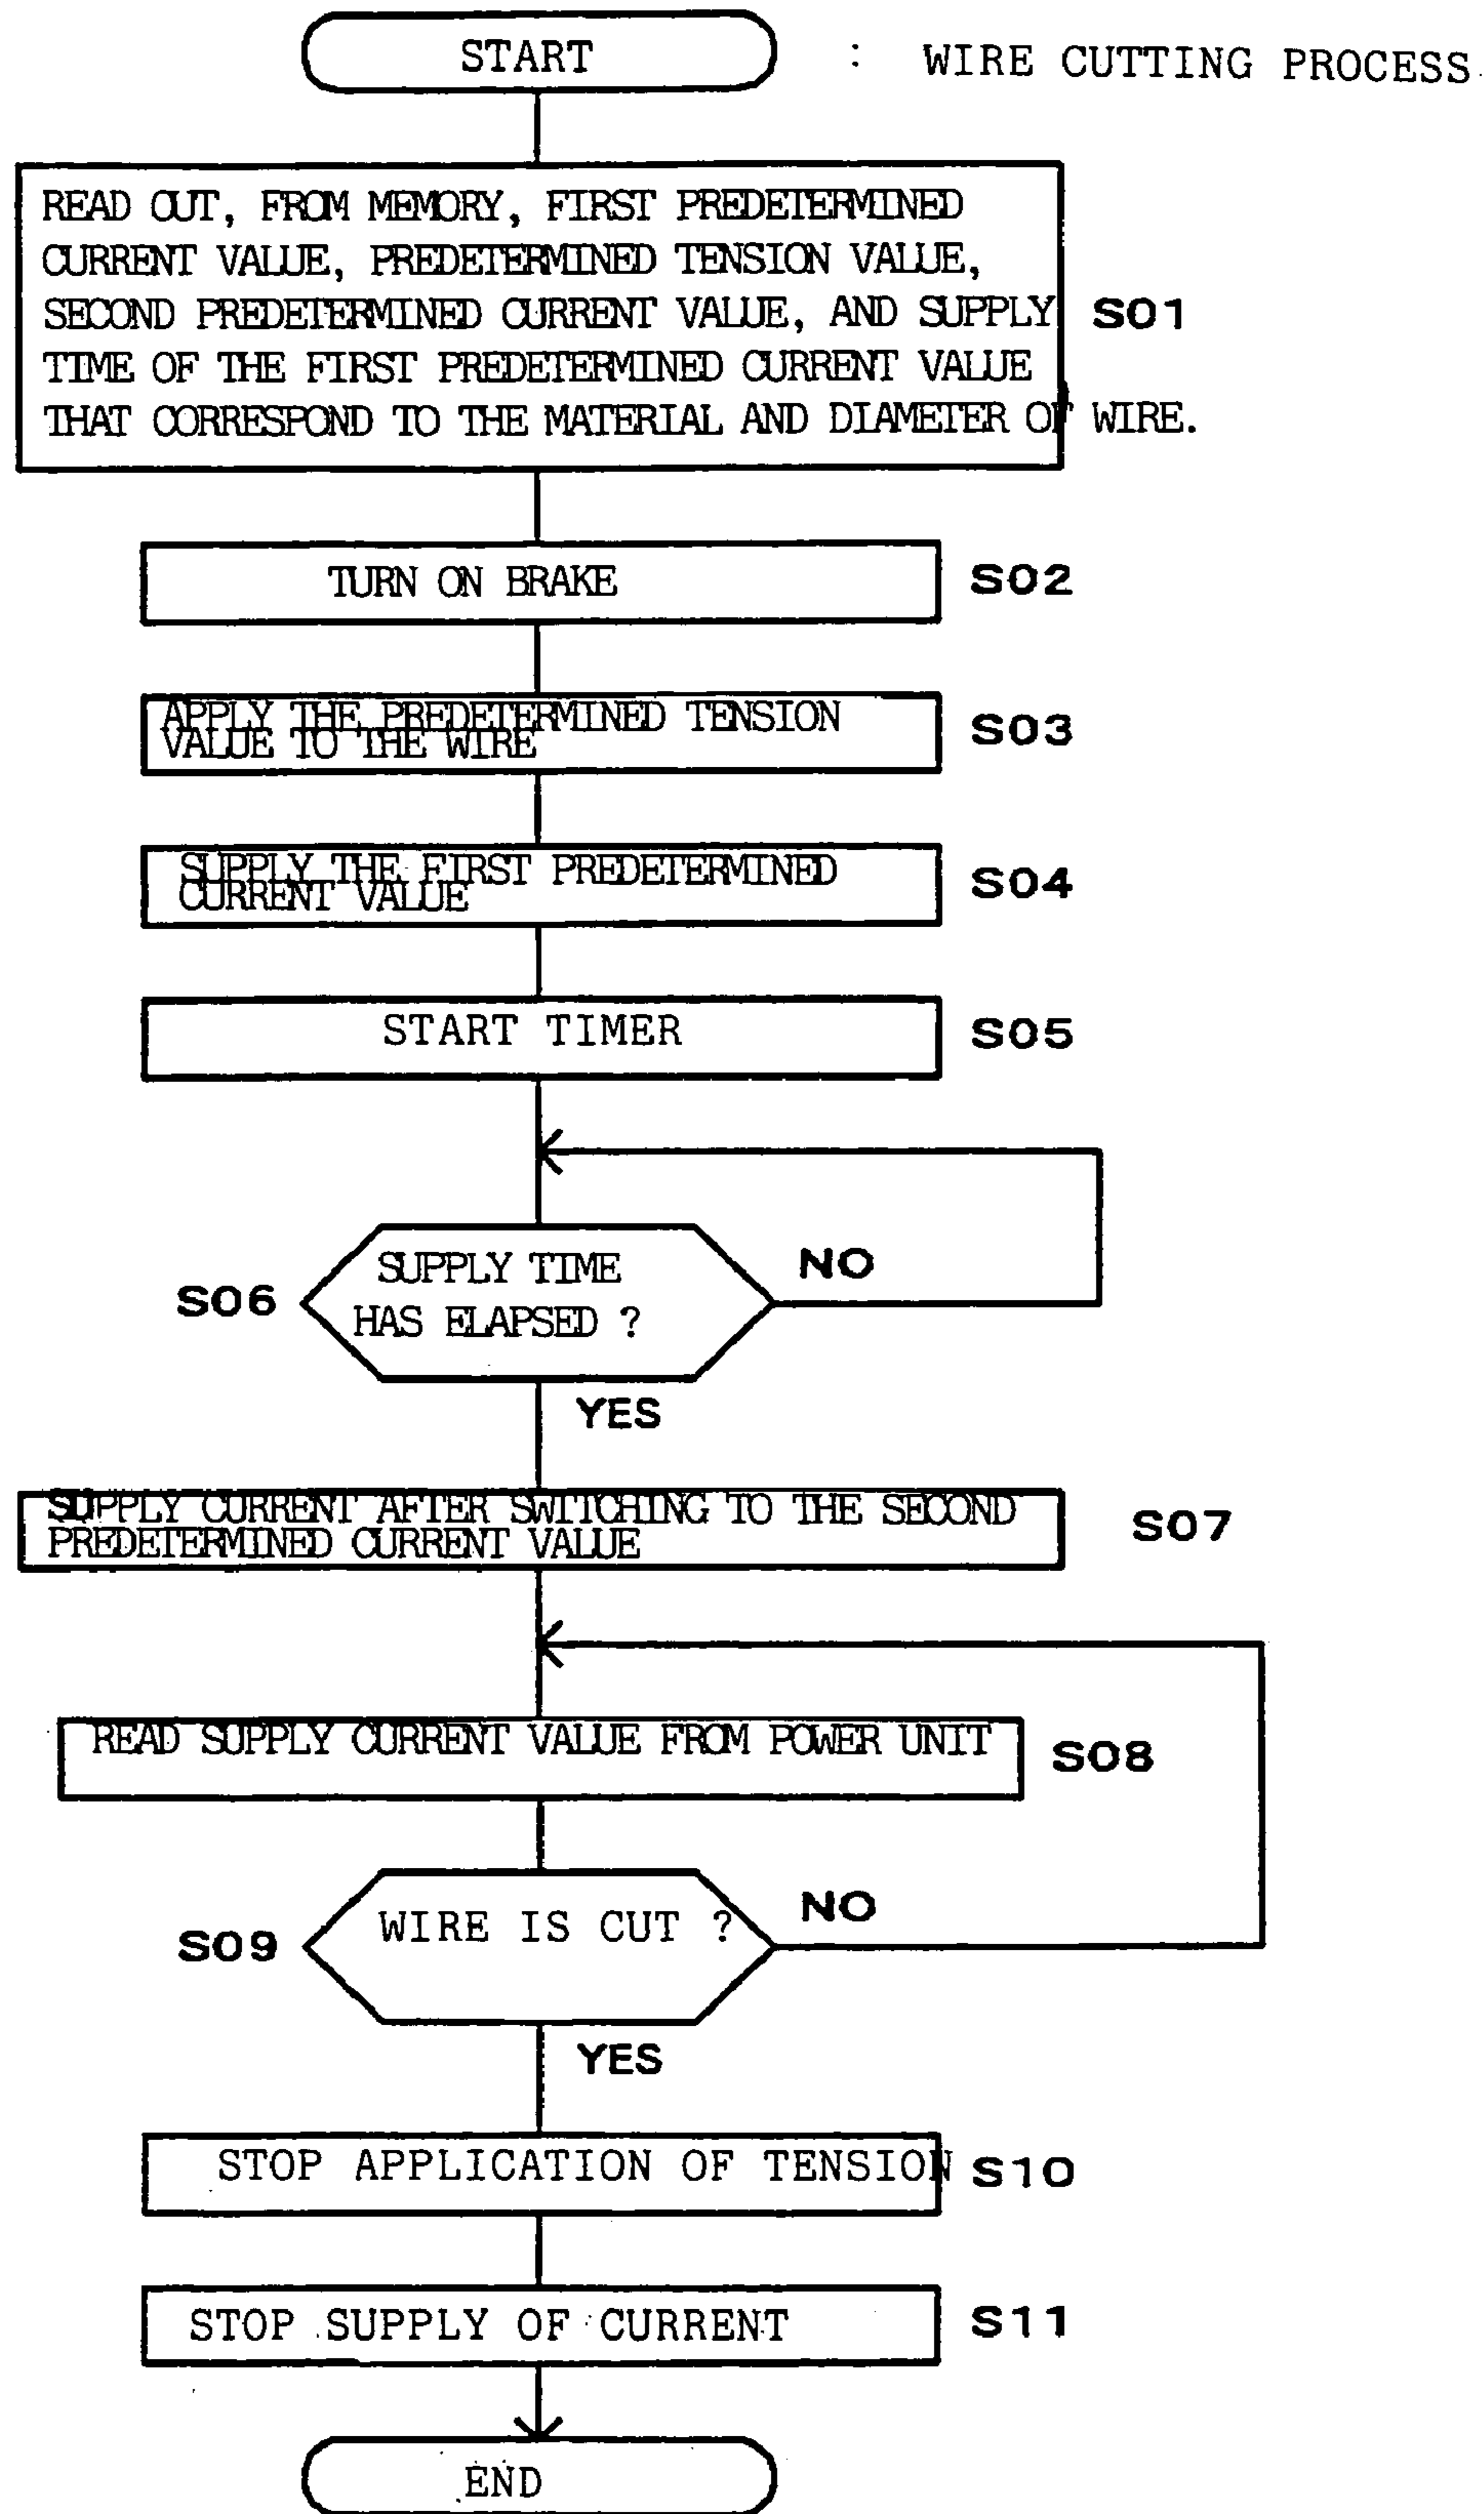 START : WIRE CUTTING PROCESS
READ OUT, FROM MEMORY, FIRST PREDETERMINED
CURRENT VALUE, PREDETERMINED TENSION VALUE,
SECOND PREDETERMINED CURRENT VALUE, AND SUPPLY
TIME OF THE FIRST PREDETERMINED CURRENT VALUE
THAT CORRESPOND TO THE MATERIAL AND DIAMETER OF WIRE.
S01
TURN ON BRAKE
S02
APPLY THE PREDETERMINED TENSION
VALUE TO THE WIRE
S03
SUPPLY THE FIRST PREDETERMINED
CURRENT VALUE
S04
START TIMER
S05
SUPPLY TIME
HAS ELAPSED ?
S06
NO
YES
SUPPLY CURRENT AFTER SWITCHING TO THE SECOND
PREDETERMINED CURRENT VALUE
S07
READ SUPPLY CURRENT VALUE FROM POWER UNIT
S08
WIRE IS CUT ?
S09
NO
YES
STOP APPLICATION OF TENSION
S10
STOP SUPPLY OF CURRENT
S11
END